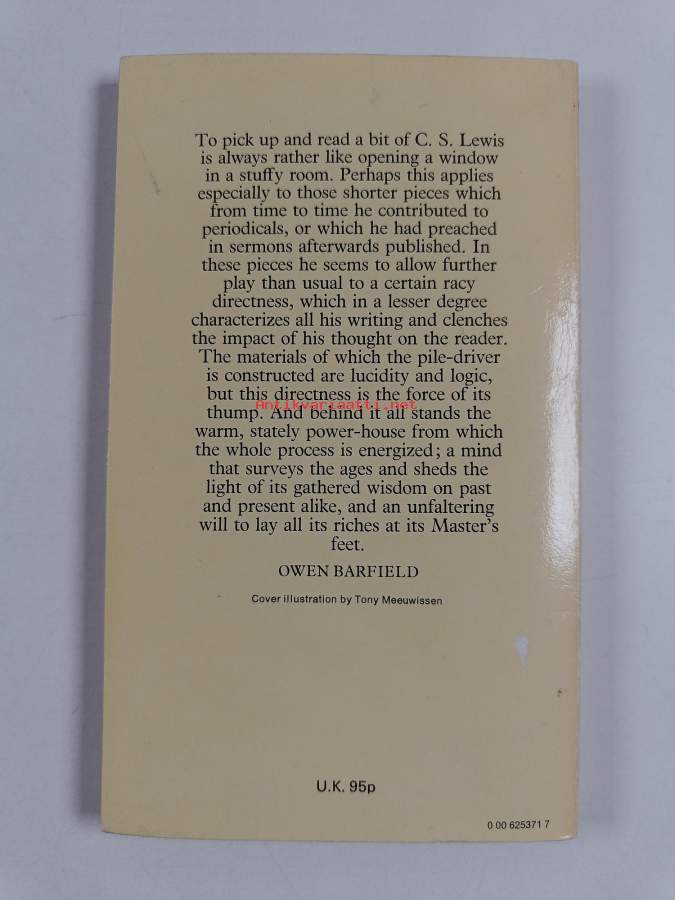 To pick up and read a bit of C. S. Lewis
is always rather like opening a window
in a stuffy room. Perhaps this applies
especially to those shorter pieces which
from time to time he contributed to
periodicals, or which he had preached
in sermons afterwards published. In
these pieces he seems to allow further
play than usual to a certain racy
directness, which in a lesser degree
characterizes all his writing and clenches
the impact of his thought on the reader.
The materials of which the pile-driver
is constructed are lucidity and logic,
but this directness is the force of its
Antikvariaatti.net
thump. And behind it all stands the
warm, stately power-house from which
the whole process is energized; a mind
that surveys the ages and sheds the
light of its gathered wisdom on past
and present alike, and an unfaltering
will to lay all its riches at its Master's
feet.
OWEN BARFIELD
Cover illustration by Tony Meeuwissen
U.K. 95p
0 00 625371 7